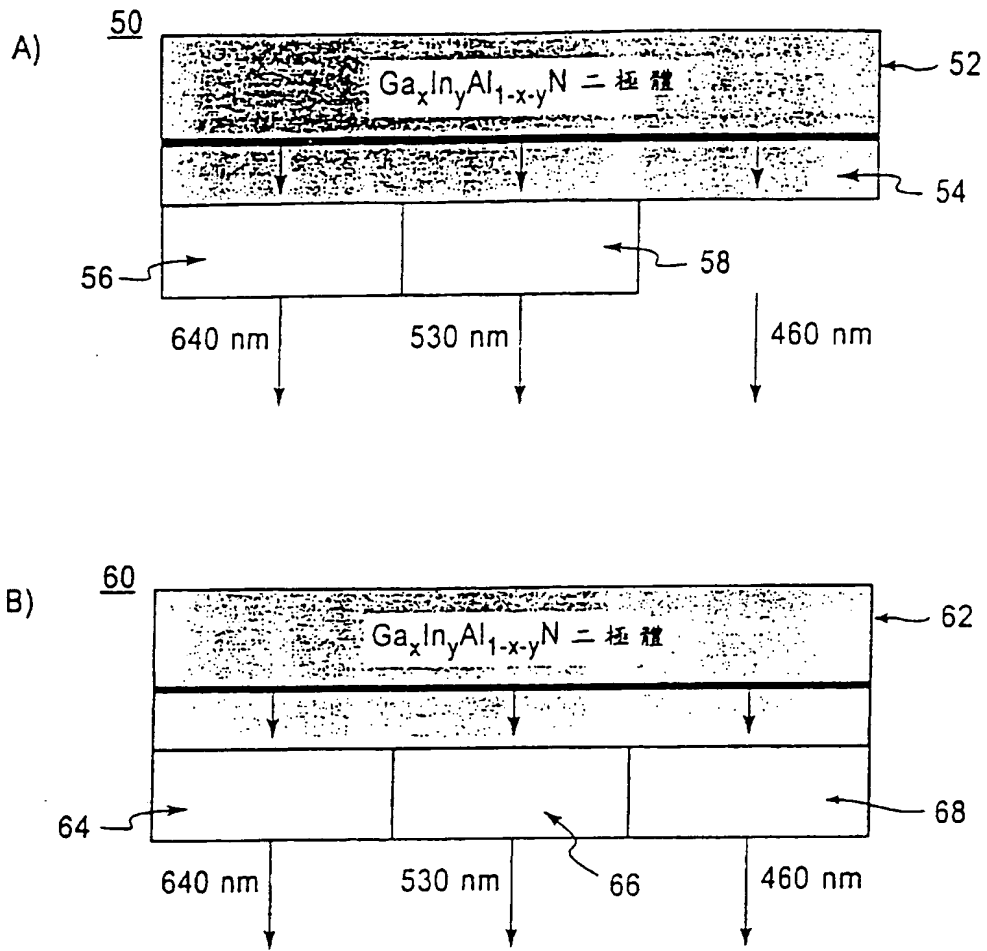 A)
50
GaxInyAl1-x-yN 二極體
52
54
56
58
640 nm
530 nm
460 nm
B)
60
GaxInyAl1-x-yN 二極體
62
64
66
68
640 nm
530 nm
460 nm